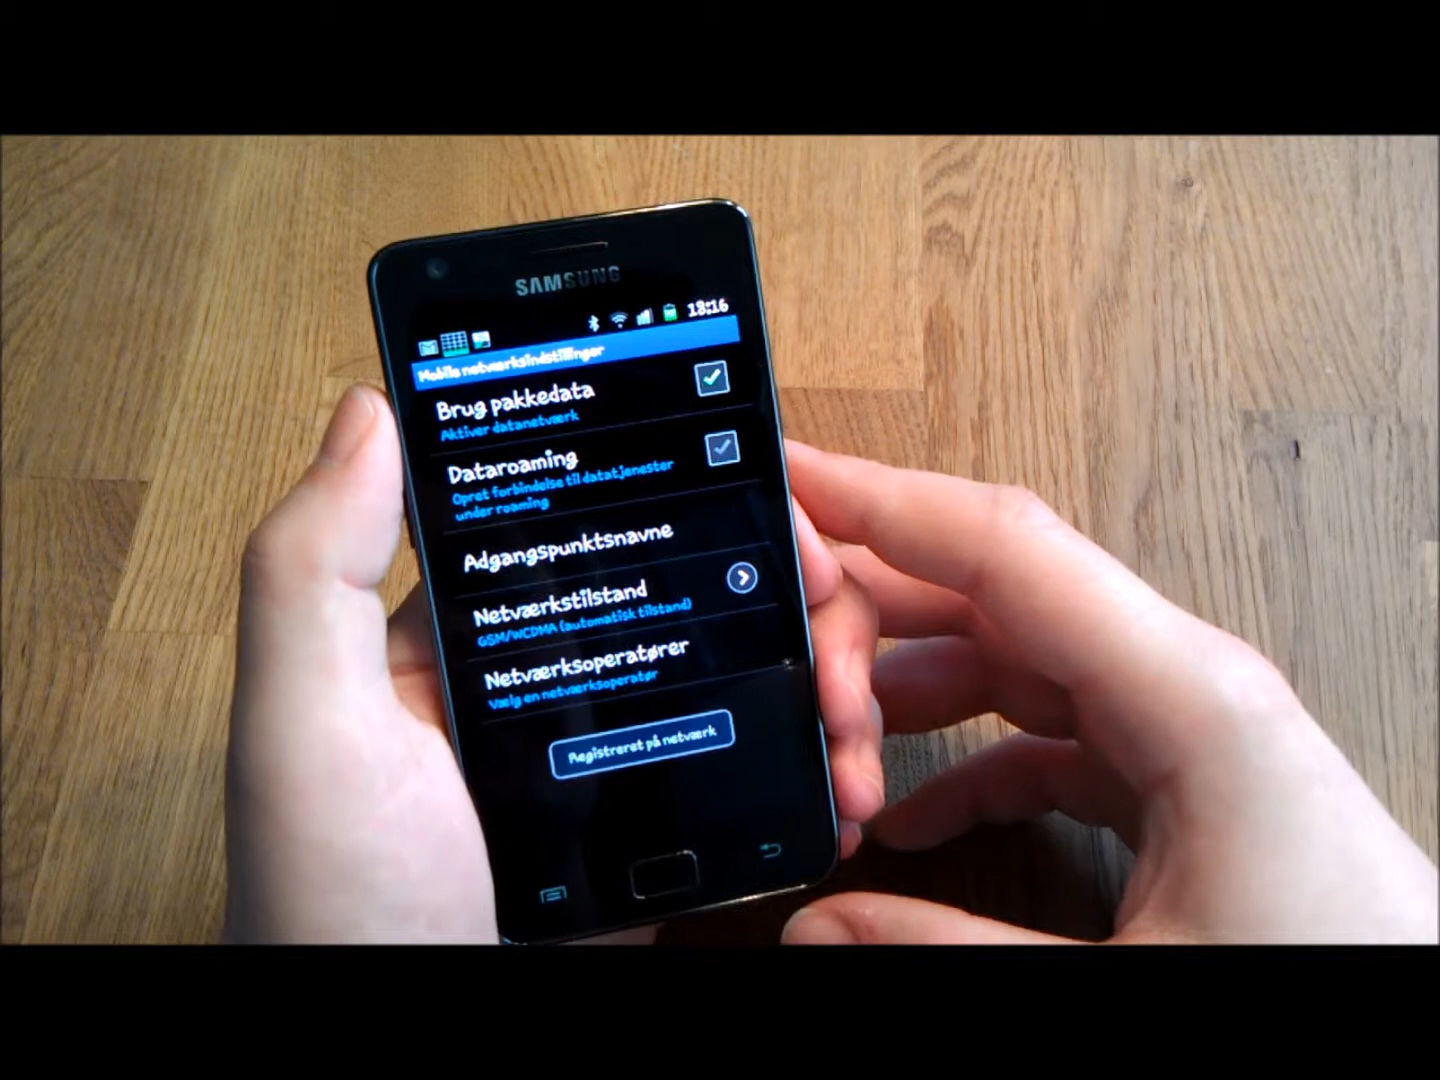 SAMSUNG
18:16
Mobile netværksindstillinger
Brug pakkedata
Aktiver datanetværk
Dataroaming
Opret forbindelse til datatjenester
under roaming
Adgangspunktsnavne
Netværkstilstand
GSM/WCDMA (automatisk tilstand)
Netværksoperatører
Vælg en netværksoperatør
Registreret på netværk